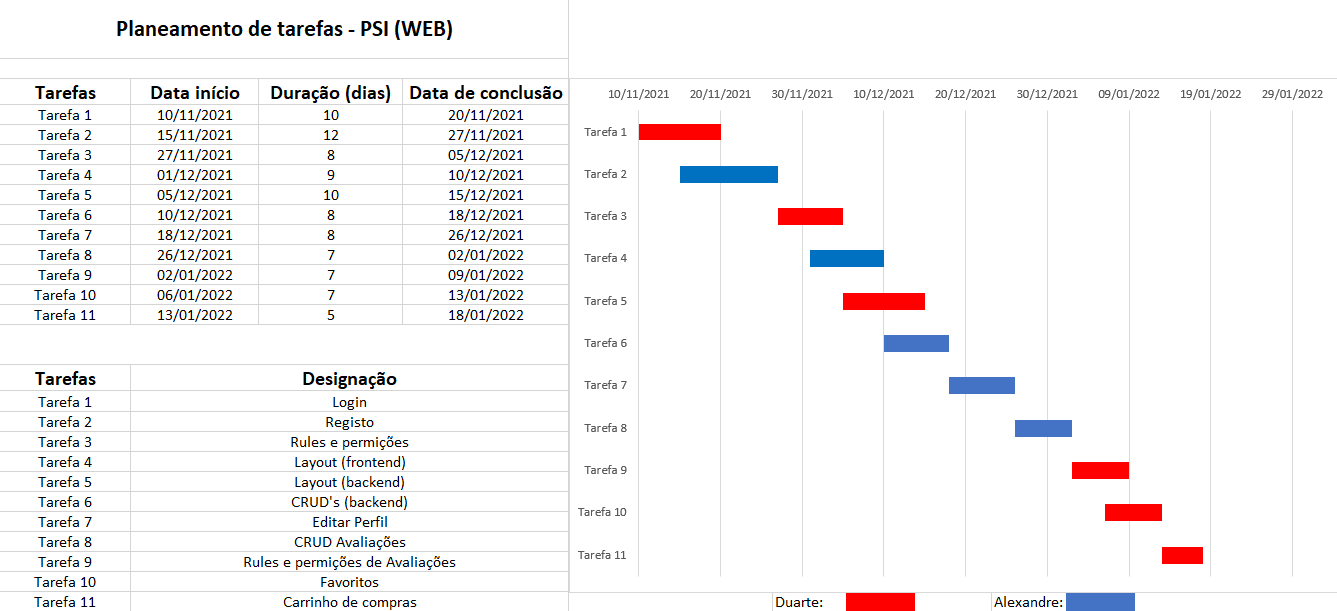 Planeamento de tarefas - PSI (WEB)
Tarefas Data início Duração (dias) Data de conclusão
Tarefa 1 10/11/2021 10 20/11/2021
Tarefa 2 15/11/2021 12 27/11/2021
Tarefa 3 27/11/2021 8 05/12/2021
Tarefa 4 01/12/2021 9 10/12/2021
Tarefa 5 05/12/2021 10 15/12/2021
Tarefa 6 10/12/2021 8 18/12/2021
Tarefa 7 18/12/2021 8 26/12/2021
Tarefa 8 26/12/2021 7 02/01/2022
Tarefa 9 02/01/2022 7 09/01/2022
Tarefa 10 06/01/2022 7 13/01/2022
Tarefa 11 13/01/2022 5 18/01/2022
Tarefas Designação
Tarefa 1 Login
Tarefa 2 Registo
Tarefa 3 Rules e permições
Tarefa 4 Layout (frontend)
Tarefa 5 Layout (backend)
Tarefa 6 CRUD's (backend)
Tarefa 7 Editar Perfil
Tarefa 8 CRUD Avaliações
Tarefa 9 Rules e permições de Avaliações
Tarefa 10 Favoritos
Tarefa 11 Carrinho de compras
10/11/2021 20/11/2021 30/11/2021 10/12/2021 20/12/2021 30/12/2021 09/01/2022 19/01/2022 29/01/2022
Tarefa 1
Tarefa 2
Tarefa 3
Tarefa 4
Tarefa 5
Tarefa 6
Tarefa 7
Tarefa 8
Tarefa 9
Tarefa 10
Tarefa 11
Duarte: Alexandre: